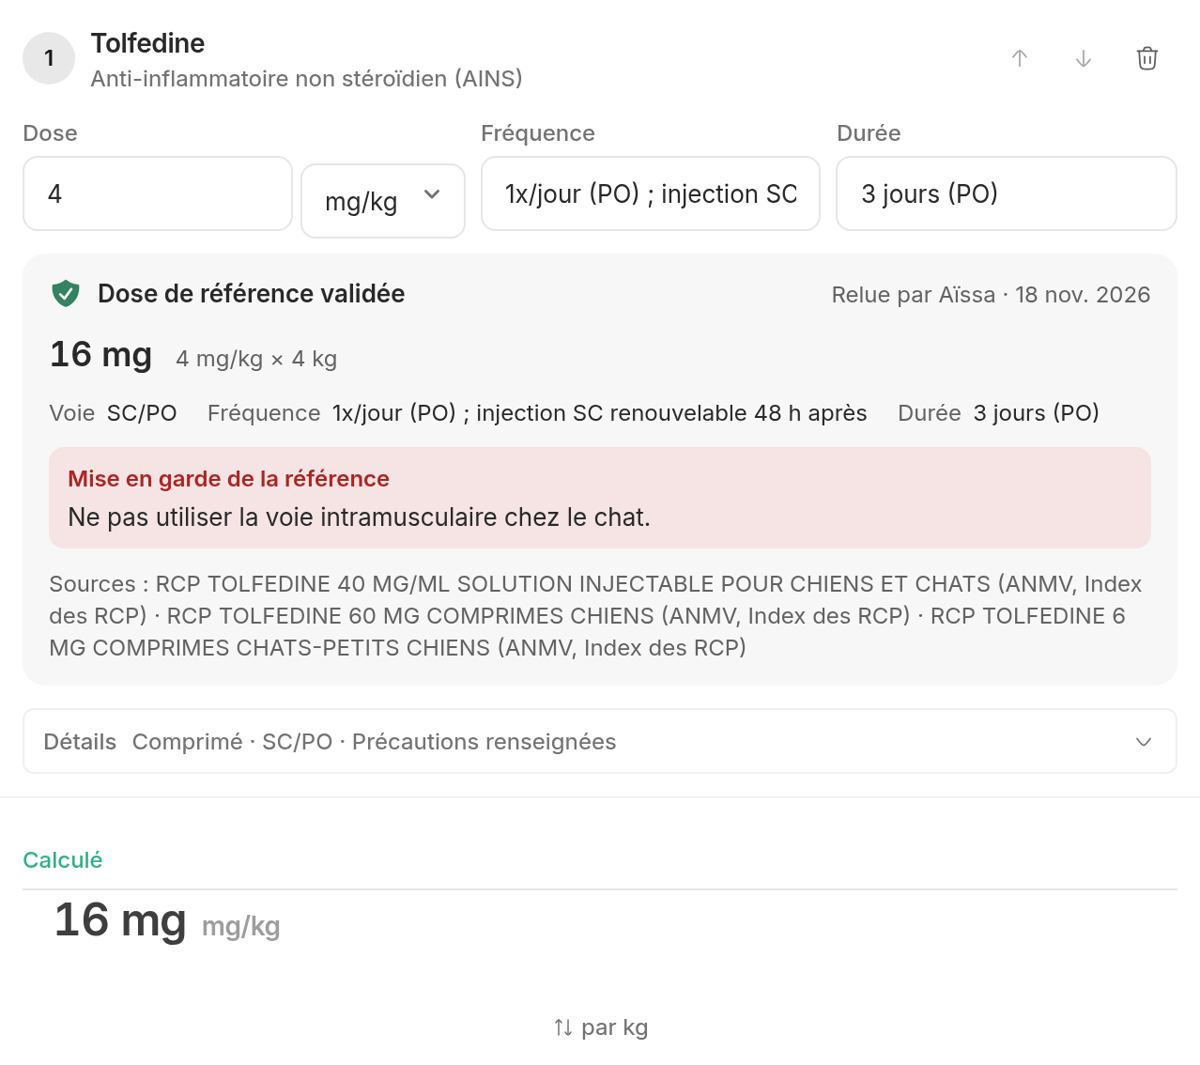 1
Tolfedine
Anti-inflammatoire non stéroïdien (AINS)
Dose
Fréquence
Durée
4
mg/kg
1x/jour (PO) ; injection SC
3 jours (PO)
Dose de référence validée
Relue par Aïssa · 18 nov. 2026
16 mg 4 mg/kg × 4 kg
Voie SC/PO Fréquence 1x/jour (PO) ; injection SC renouvelable 48 h après Durée 3 jours (PO)
Mise en garde de la référence
Ne pas utiliser la voie intramusculaire chez le chat.
Sources : RCP TOLFEDINE 40 MG/ML SOLUTION INJECTABLE POUR CHIENS ET CHATS (ANMV, Index
des RCP) · RCP TOLFEDINE 60 MG COMPRIMES CHIENS (ANMV, Index des RCP) · RCP TOLFEDINE 6
MG COMPRIMES CHATS-PETITS CHIENS (ANMV, Index des RCP)
Détails Comprimé · SC/PO · Précautions renseignées
Calculé
16 mg mg/kg
↑↓ par kg